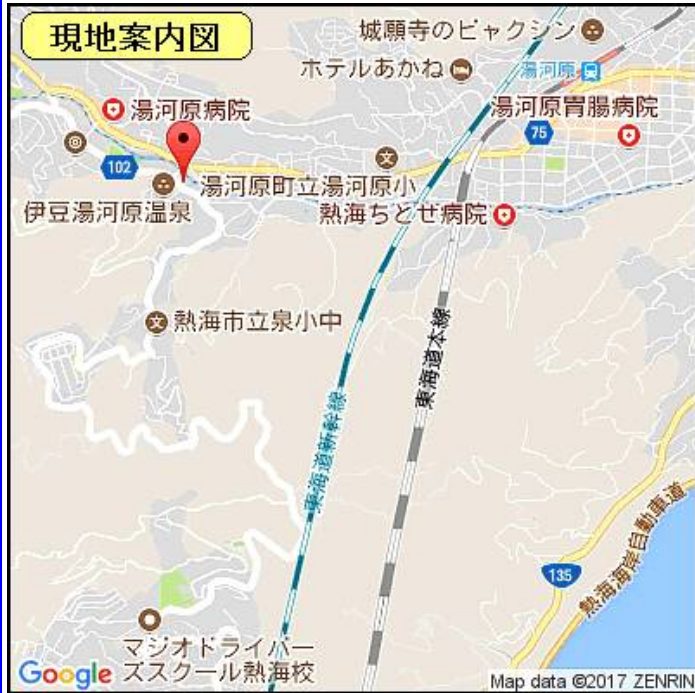 現地案内図
城願寺のビャクシン
ホテルあかね
湯河原
湯河原病院
湯河原胃腸病院
75
102
湯河原町立湯河原小
伊豆湯河原温泉
熱海ちとせ病院
熱海市立泉小中
東海道本線
東海道新幹線
135
熱海海岸自動車道
マジオドライバー
ズスクール熱海校
Google
Map data ©2017 ZENRIN